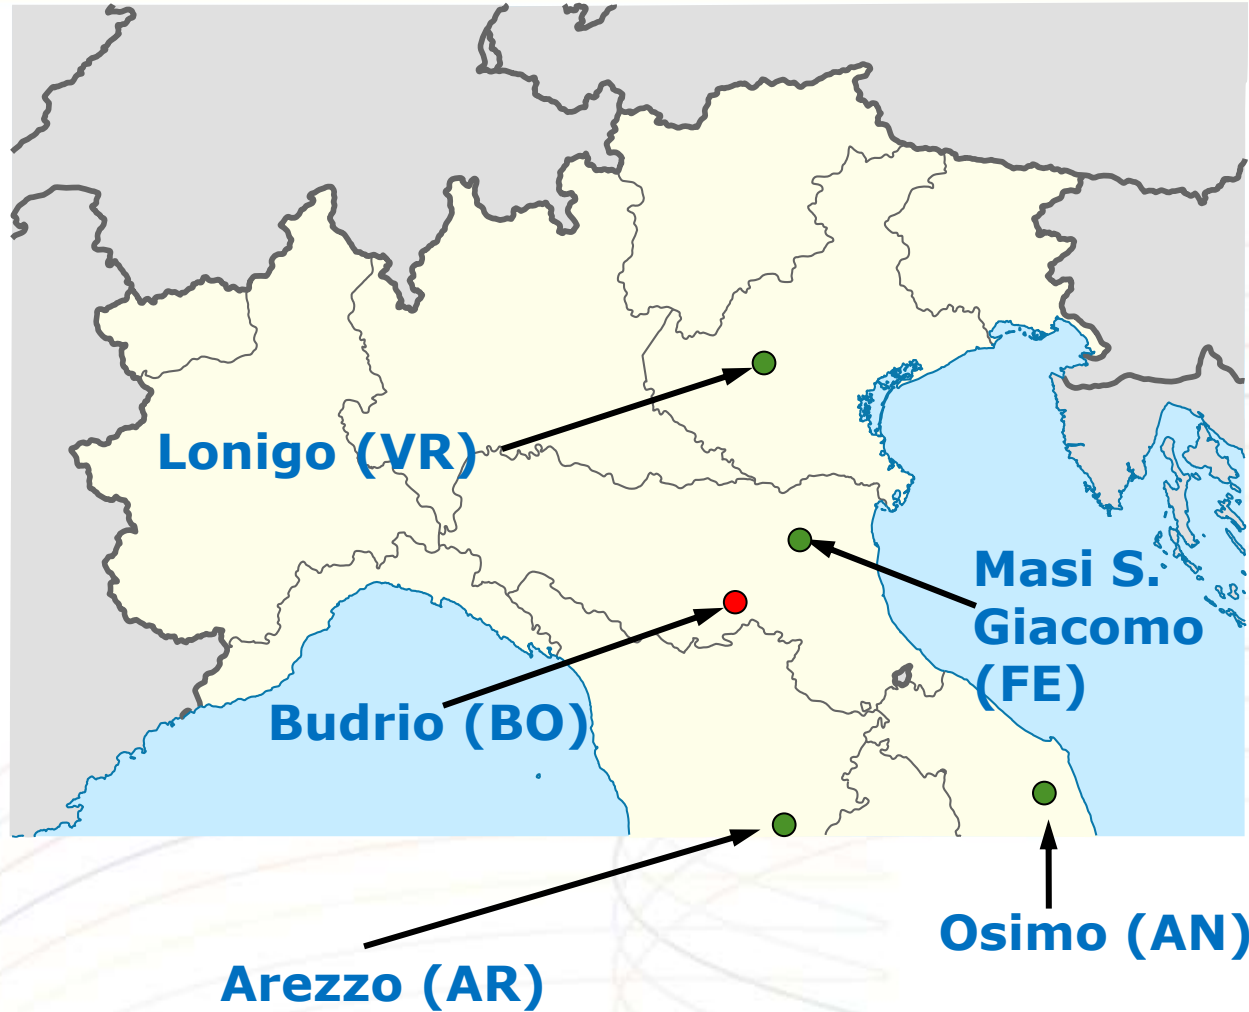 Lonigo (VR)
Masi S.
Giacomo
(FE)
Budrio (BO)
Osimo (AN)
Arezzo (AR)